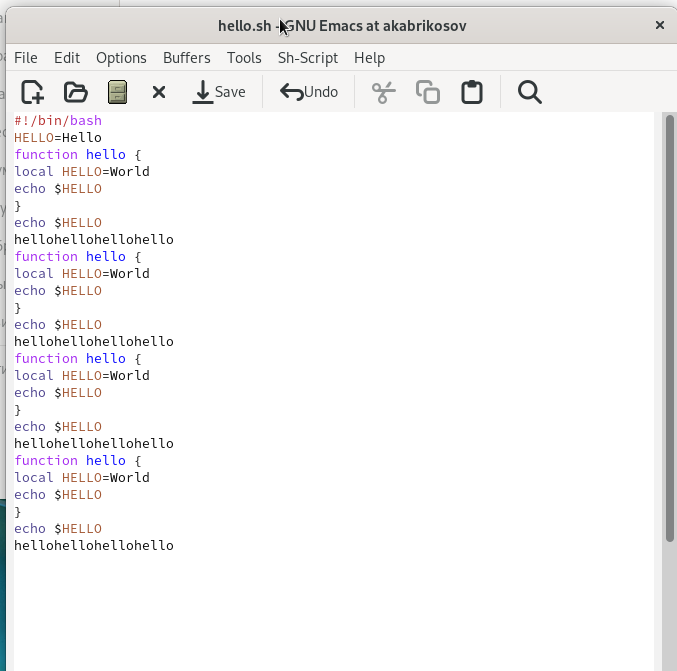 hello.sh - GNU Emacs at akabrikosov
File Edit Options Buffers Tools Sh-Script Help
Save Undo
#!/bin/bash
HELLO=Hello
function hello {
local HELLO=World
echo $HELLO
}
echo $HELLO
hellohellohellohello
function hello {
local HELLO=World
echo $HELLO
}
echo $HELLO
hellohellohellohello
function hello {
local HELLO=World
echo $HELLO
}
echo $HELLO
hellohellohellohello
function hello {
local HELLO=World
echo $HELLO
}
echo $HELLO
hellohellohellohello